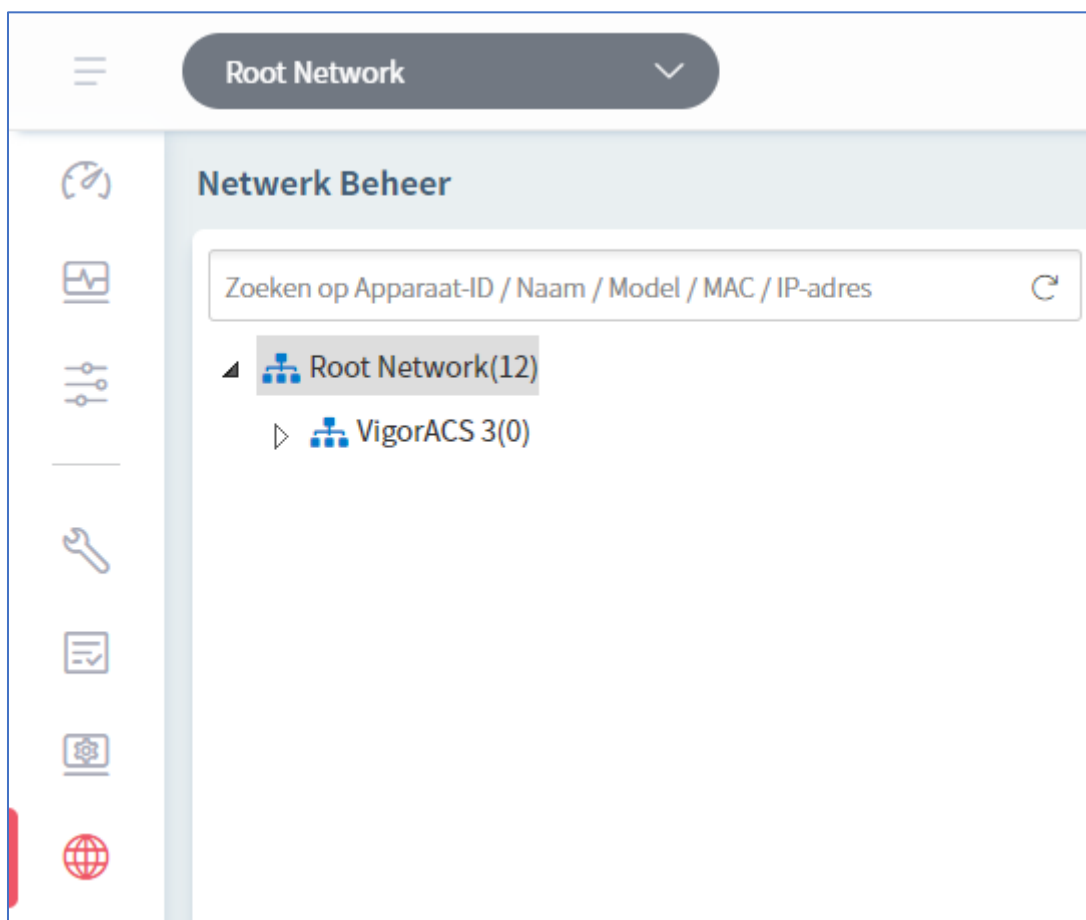 Root Network
Netwerk Beheer
Zoeken op Apparaat-ID / Naam / Model / MAC / IP-adres
Root Network(12)
VigorACS 3(0)